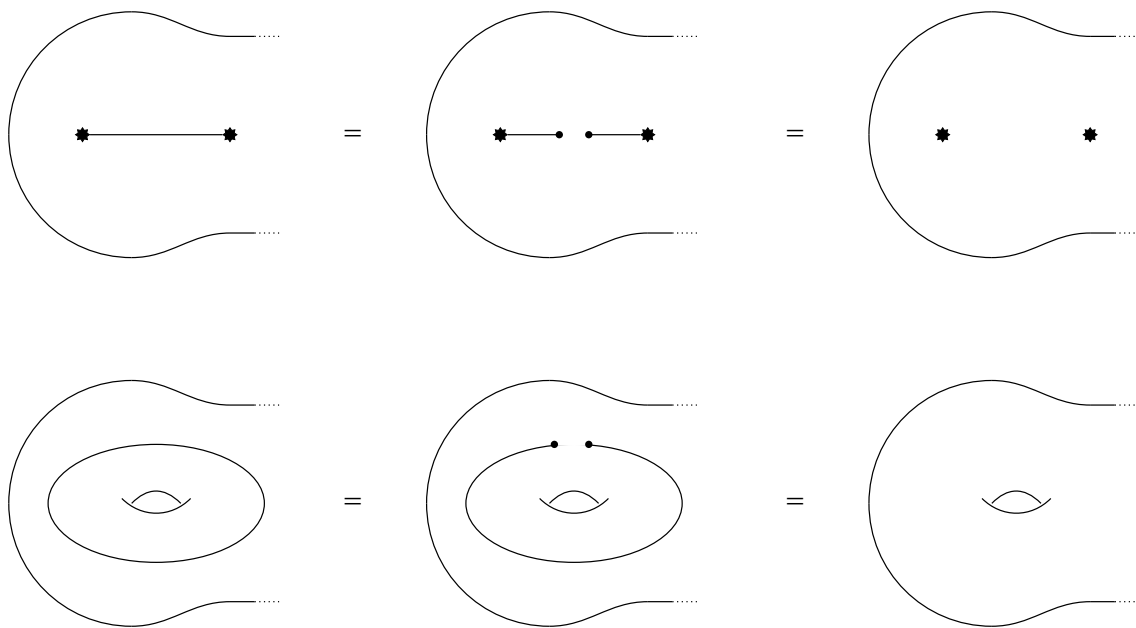 = =
= =